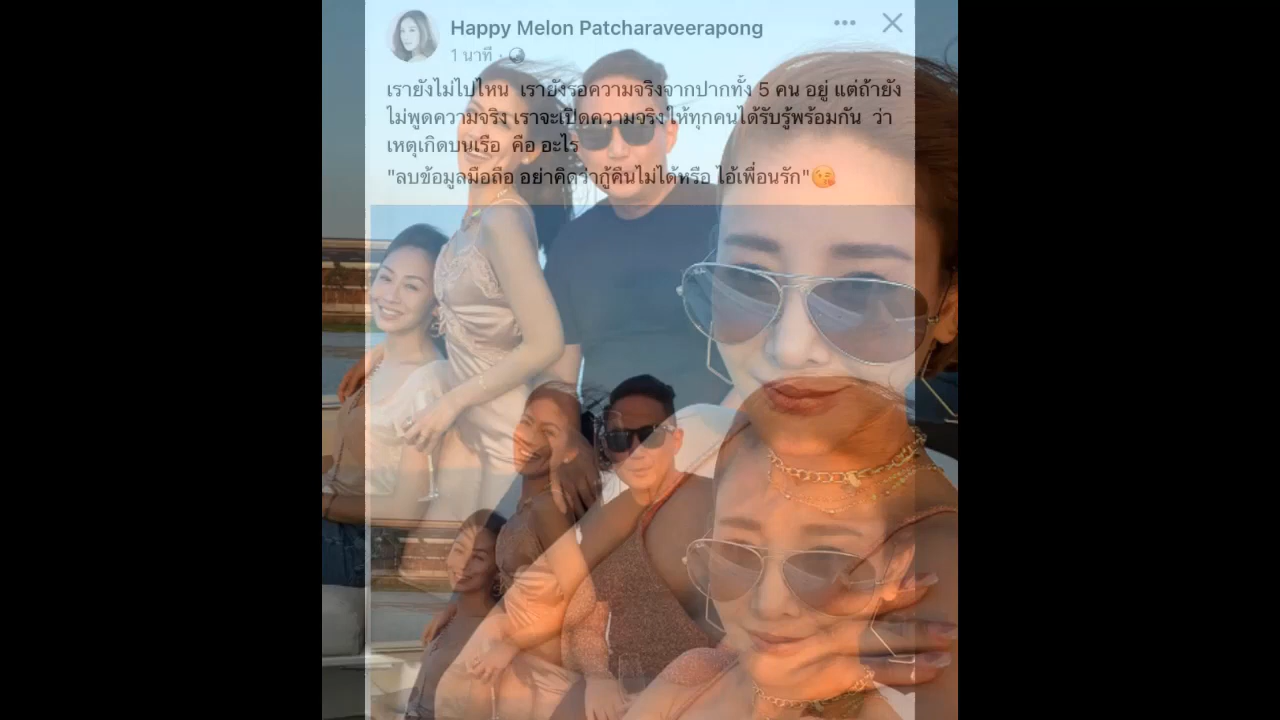 Happy Melon Patcharaveerapong
1 นาที ·
เรายังไม่ไปไหน เรายังรอความจริงจากปากทั้ง 5 คน อยู่ แต่ถ้ายัง
ไม่พูดความจริง เราจะเปิดความจริงให้ทุกคนได้รับรู้พร้อมกัน ว่า
เหตุเกิดบนเรือ คือ อะไร
"ลบข้อมูลมือถือ อย่าคิดว่ากู้คืนไม่ได้หรือ ไอ้เพื่อนรัก"😘